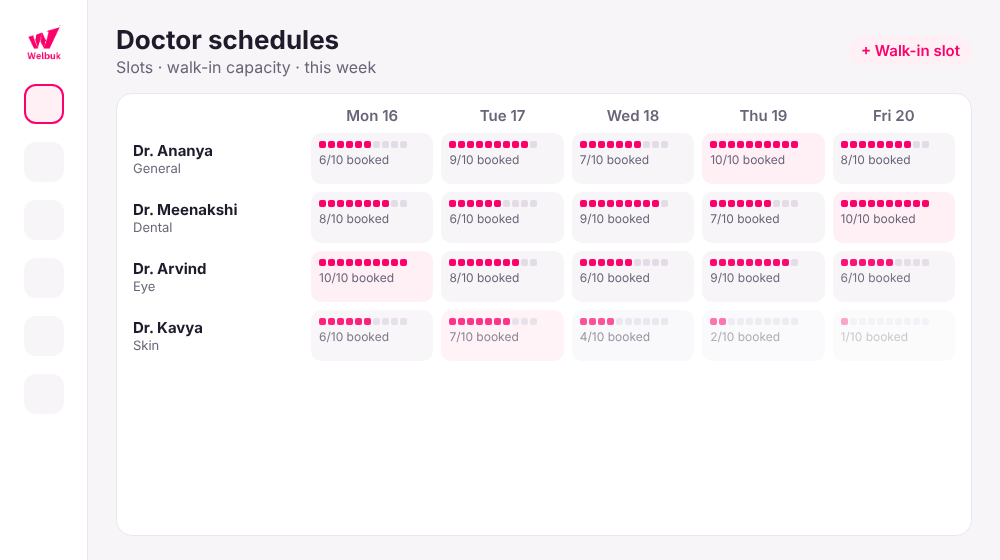 Welbuk
Doctor schedules
Slots · walk-in capacity · this week
+ Walk-in slot
Mon 16 Tue 17 Wed 18 Thu 19 Fri 20
Dr. Ananya
General
6/10 booked 9/10 booked 7/10 booked 10/10 booked 8/10 booked
Dr. Meenakshi
Dental
8/10 booked 6/10 booked 9/10 booked 7/10 booked 10/10 booked
Dr. Arvind
Eye
10/10 booked 8/10 booked 6/10 booked 9/10 booked 6/10 booked
Dr. Kavya
Skin
6/10 booked 7/10 booked 4/10 booked 2/10 booked 1/10 booked